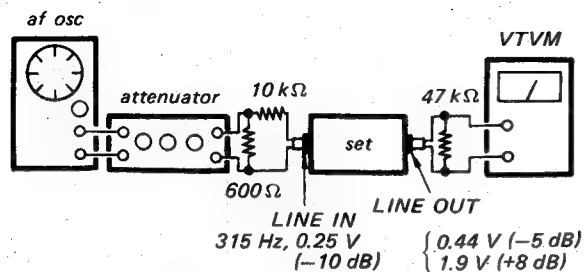 af osc
VTVM
attenuator
10 kΩ
47 kΩ
set
600 Ω
LINE IN
LINE OUT
315 Hz, 0.25 V
(−10 dB)
0.44 V (−5 dB)
1.9 V (+8 dB)